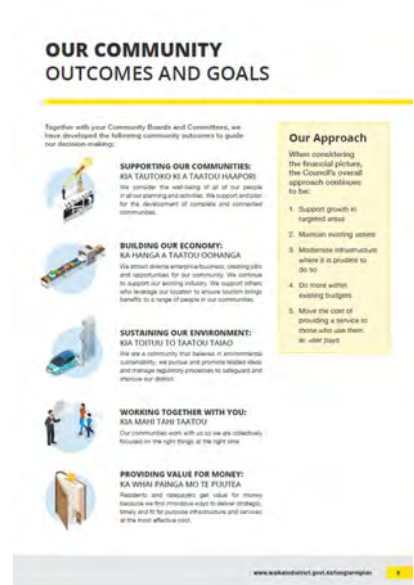 OUR COMMUNITY
OUTCOMES AND GOALS
Together with your Community Boards and Committees, we
have developed the following community outcomes to guide
our decision-making:
SUPPORTING OUR COMMUNITIES:
KIA TAUTOKO KI A TAATOU HAAPORI
We consider the well-being of all of our people
in all our planning and activities. We support and plan
for the development of complete and connected
communities.
BUILDING OUR ECONOMY:
KA HANGA A TAATOU OOHANGA
We attract diverse enterprise/business, creating jobs
and opportunities for our community. We continue
to support our existing industry. We support others
who leverage our location to ensure tourism brings
benefits to a range of people in our communities.
SUSTAINING OUR ENVIRONMENT:
KIA TOITUU TO TAATOU TAIAO
We are a community that believes in environmental
sustainability, we pursue and promote related ideas
and manage regulatory processes to safeguard and
improve our district.
WORKING TOGETHER WITH YOU:
KIA MAHI TAHI TAATOU
Our communities work with us so we are collectively
focused on the right things at the right time.
PROVIDING VALUE FOR MONEY:
KA WHAI PAINGA MO TE PUUTEA
Residents and ratepayers get value for money
because we find innovative ways to deliver strategic,
timely and fit for purpose infrastructure and services
at the most affective cost.
Our Approach
When considering
the financial picture,
the Council's overall
approach continues
to be:
1. Support growth in
targeted areas
2. Maintain existing assets
3. Modernise infrastructure
where it is prudent to
do so
4. Do more within
existing budgets
5. Move the cost of
providing a service to
those who use them
ie. user pays
www.waikatodistrict.govt.nz/longtermplan